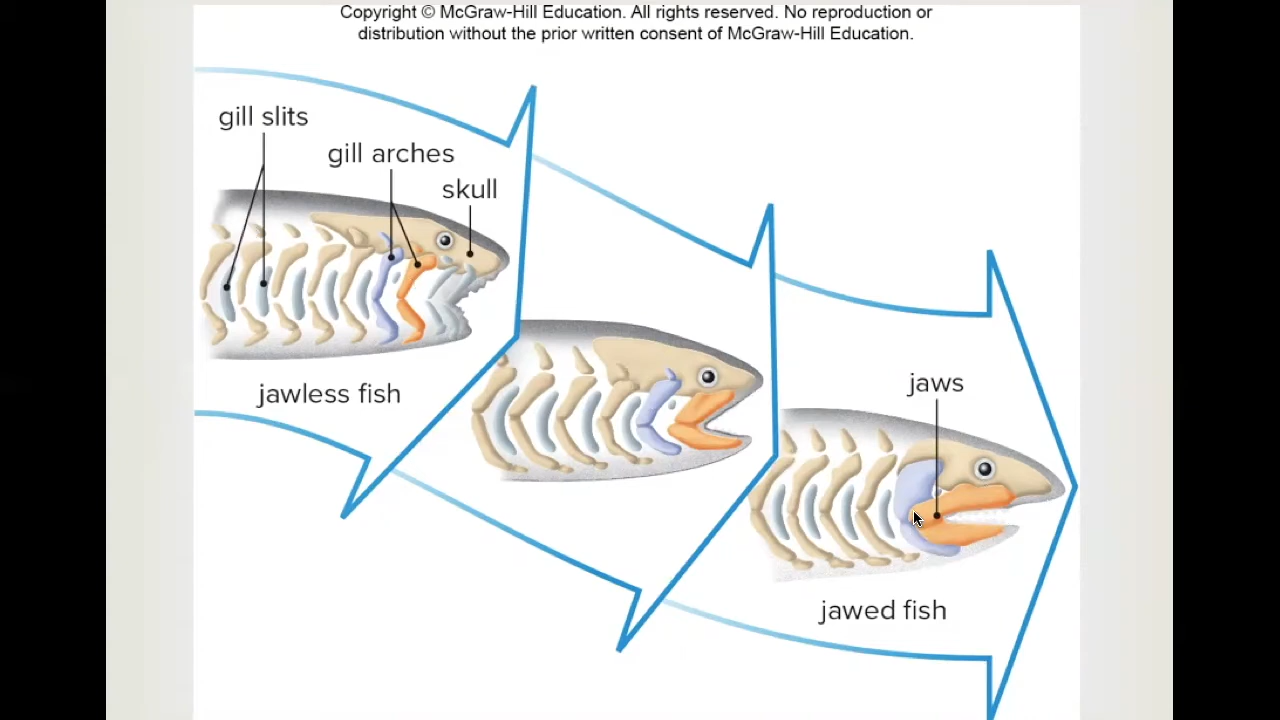 Copyright © McGraw-Hill Education. All rights reserved. No reproduction or
distribution without the prior written consent of McGraw-Hill Education.
gill slits
gill arches
skull
jawless fish
jaws
jawed fish